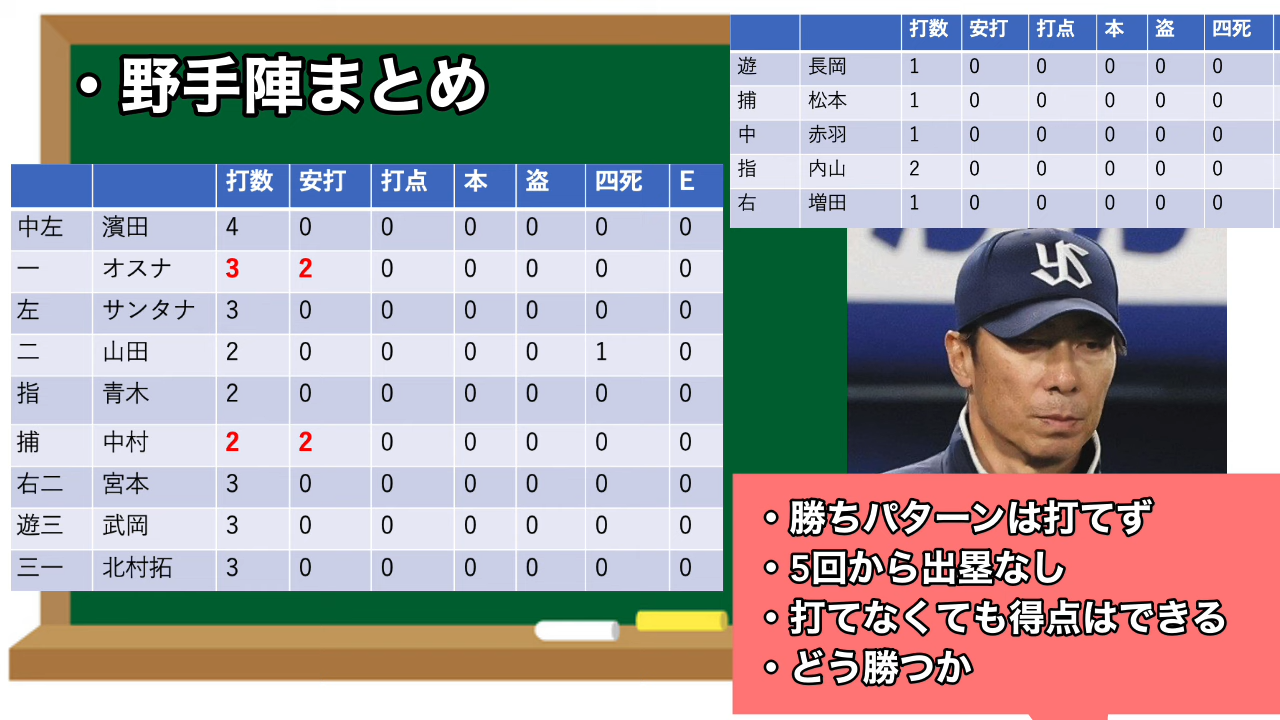 ・野手陣まとめ
打数 安打 打点 本 盗 四死 E
中左 濱田 4 0 0 0 0 0 0
一 オスナ 3 2 0 0 0 0 0
左 サンタナ 3 0 0 0 0 0 0
二 山田 2 0 0 0 0 1 0
指 青木 2 0 0 0 0 0 0
捕 中村 2 2 0 0 0 0 0
右二 宮本 3 0 0 0 0 0 0
遊三 武岡 3 0 0 0 0 0 0
三一 北村拓 3 0 0 0 0 0 0
打数 安打 打点 本 盗 四死
遊 長岡 1 0 0 0 0 0
捕 松本 1 0 0 0 0 0
中 赤羽 1 0 0 0 0 0
指 内山 2 0 0 0 0 0
右 増田 1 0 0 0 0 0
YS
・勝ちパターンは打てず
・5回から出塁なし
・打てなくても得点はできる
・どう勝つか